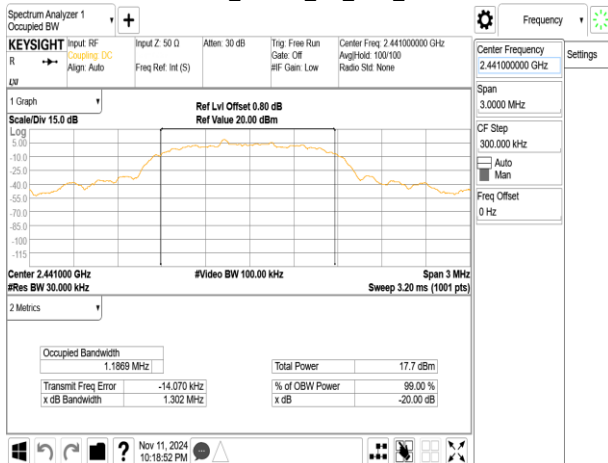 Spectrum Analyzer 1
Occupied BW
Frequency
KEYSIGHT
R
Input: RF
Coupling: DC
Align: Auto
Input Z: 50 Ω
Freq Ref: Int (S)
Atten: 30 dB
Trig: Free Run
Gate: Off
#IF Gain: Low
Center Freq: 2.441000000 GHz
Avg|Hold: 100/100
Radio Std: None
LXI
Center Frequency
2.441000000 GHz
Settings
Span
3.0000 MHz
CF Step
300.000 kHz
Auto
Man
Freq Offset
0 Hz
1 Graph
Scale/Div 15.0 dB
Ref Lvl Offset 0.80 dB
Ref Value 20.00 dBm
Log
5.00
-10.0
-25.0
-40.0
-55.0
-70.0
-85.0
-100
-115
Center 2.441000 GHz
#Video BW 100.00 kHz
Span 3 MHz
#Res BW 30.000 kHz
Sweep 3.20 ms (1001 pts)
2 Metrics
Occupied Bandwidth
1.1869 MHz
Total Power 17.7 dBm
Transmit Freq Error -14.070 kHz
% of OBW Power 99.00 %
x dB Bandwidth 1.302 MHz
x dB -20.00 dB
Nov 11, 2024
10:18:52 PM